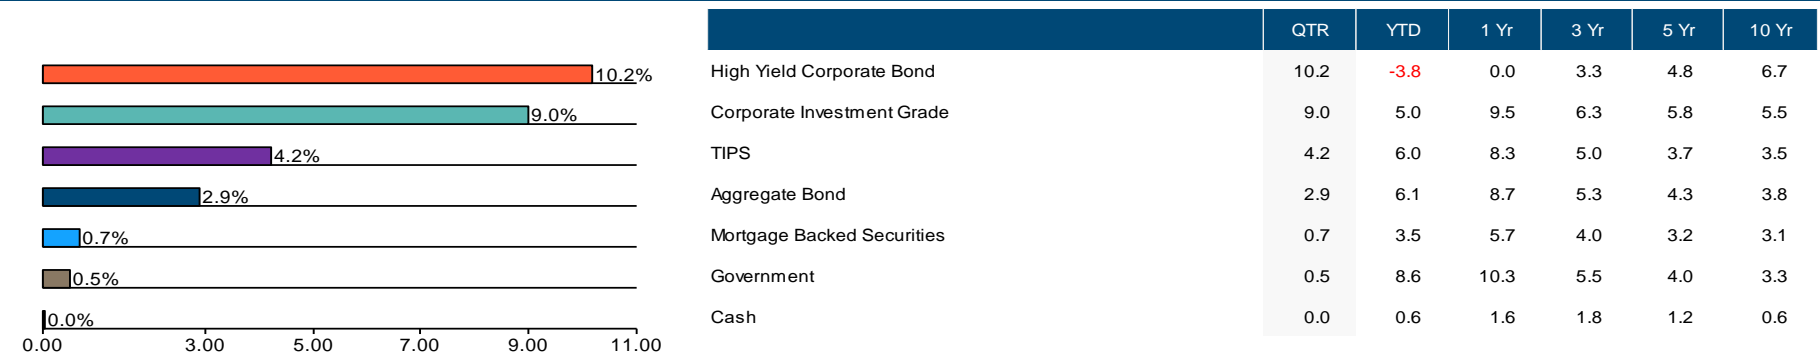 QTR YTD 1 Yr 3 Yr 5 Yr 10 Yr
10.2% High Yield Corporate Bond 10.2 -3.8 0.0 3.3 4.8 6.7
9.0% Corporate Investment Grade 9.0 5.0 9.5 6.3 5.8 5.5
4.2% TIPS 4.2 6.0 8.3 5.0 3.7 3.5
2.9% Aggregate Bond 2.9 6.1 8.7 5.3 4.3 3.8
0.7% Mortgage Backed Securities 0.7 3.5 5.7 4.0 3.2 3.1
0.5% Government 0.5 8.6 10.3 5.5 4.0 3.3
0.0% Cash 0.0 0.6 1.6 1.8 1.2 0.6
0.00 3.00 5.00 7.00 9.00 11.00